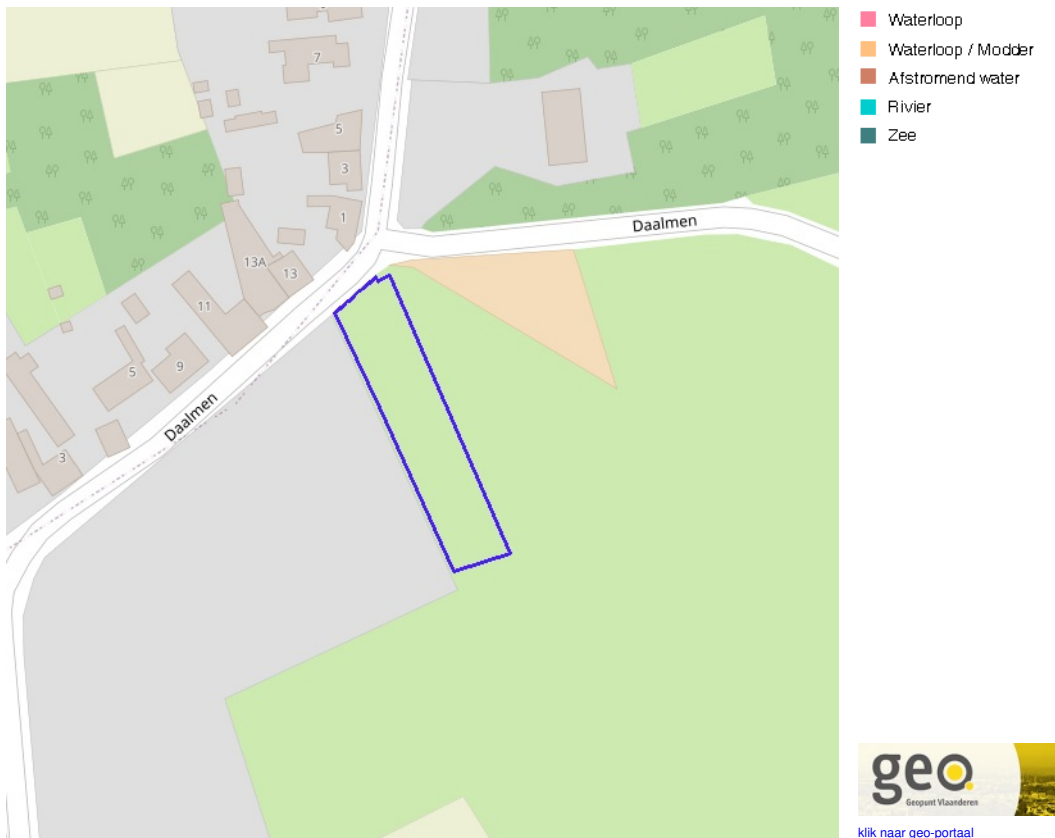 7
5
3
1
13A
13
11
9
5
3
Daalmen
Daalmen
Waterloop
Waterloop / Modder
Afstromend water
Rivier
Zee
geo
Geopunt Vlaanderen
klik naar geo-portaal